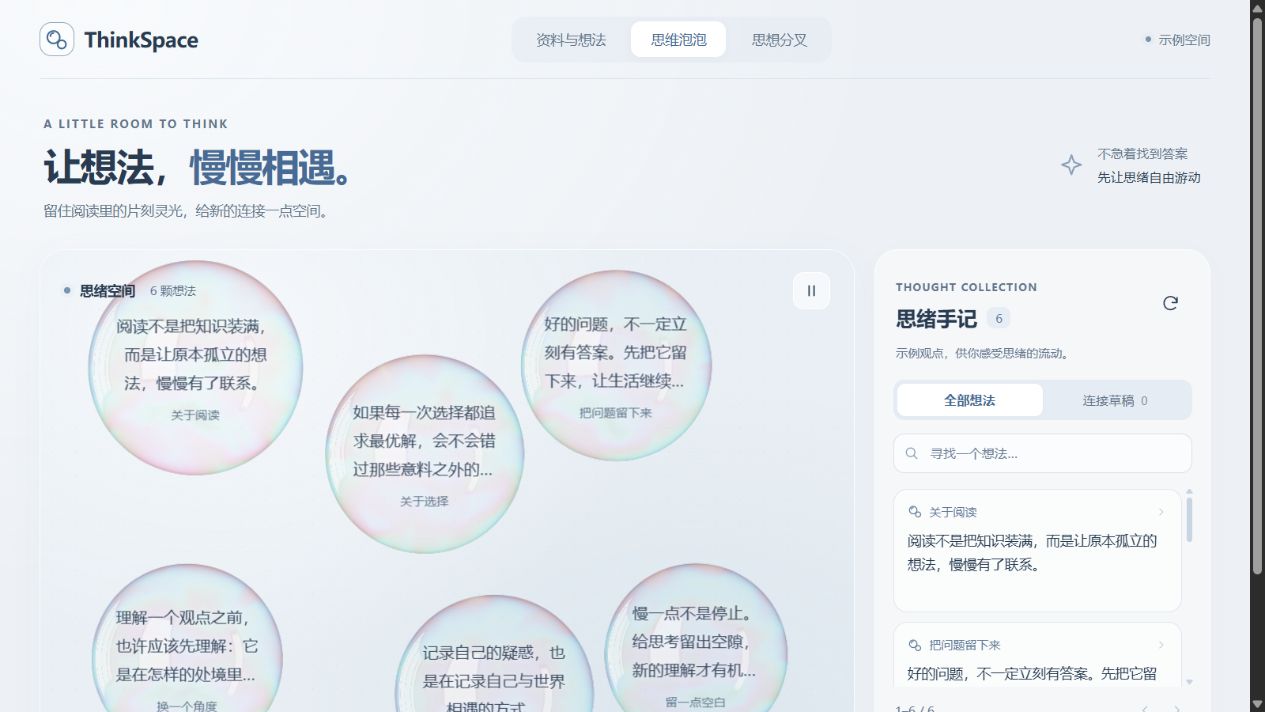 ThinkSpace
资料与想法
思维泡泡
思想分叉
示例空间
A LITTLE ROOM TO THINK
让想法，慢慢相遇。
留住阅读里的片刻灵光，给新的连接一点空间。
不急着找到答案
先让思绪自由游动
思绪空间 6 颗想法
阅读不是把知识装满，
而是让原本孤立的想
法，慢慢有了联系。
关于阅读
如果每一次选择都追
求最优解，会不会错
过那些意料之外的...
关于选择
好的问题，不一定立
刻有答案。先把它留
下来，让生活继续...
把问题留下来
理解一个观点之前，
也许应该先理解：它
是在怎样的处境里...
换一个角度
记录自己的疑惑，也
是在记录自己与世界
相遇的方式
慢一点不是停止。
给思考留出空隙，
新的理解才有机...
留一点空白
THOUGHT COLLECTION
思绪手记 6
示例观点，供你感受思绪的流动。
全部想法
连接草稿 0
寻找一个想法...
关于阅读
阅读不是把知识装满，而是让原本孤立的
想法，慢慢有了联系。
把问题留下来
好的问题，不一定立刻有答案。先把它留
1–6 / 6